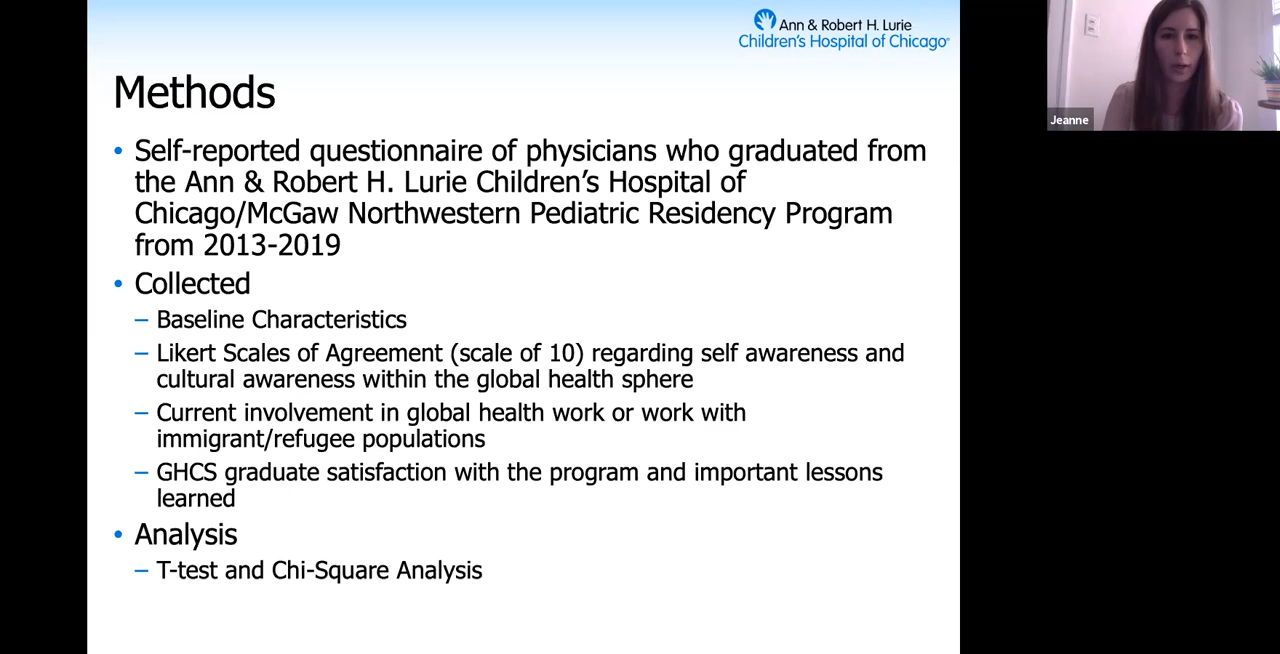 Ann & Robert H. Lurie
Children's Hospital of Chicago®
Methods
• Self-reported questionnaire of physicians who graduated from
the Ann & Robert H. Lurie Children's Hospital of
Chicago/McGaw Northwestern Pediatric Residency Program
from 2013-2019
• Collected
– Baseline Characteristics
– Likert Scales of Agreement (scale of 10) regarding self awareness and
cultural awareness within the global health sphere
– Current involvement in global health work or work with
immigrant/refugee populations
– GHCS graduate satisfaction with the program and important lessons
learned
• Analysis
– T-test and Chi-Square Analysis
Jeanne